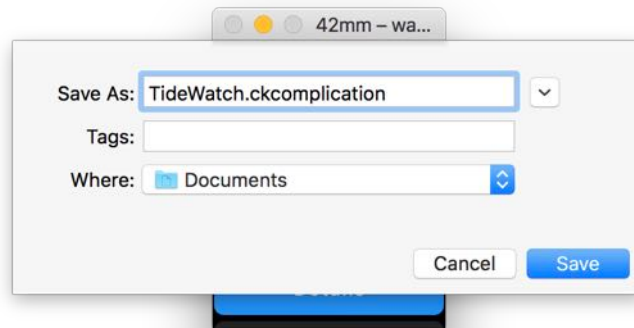 42mm – wa...
Save As: TideWatch.ckcomplication
Tags:
Where: Documents
Cancel Save